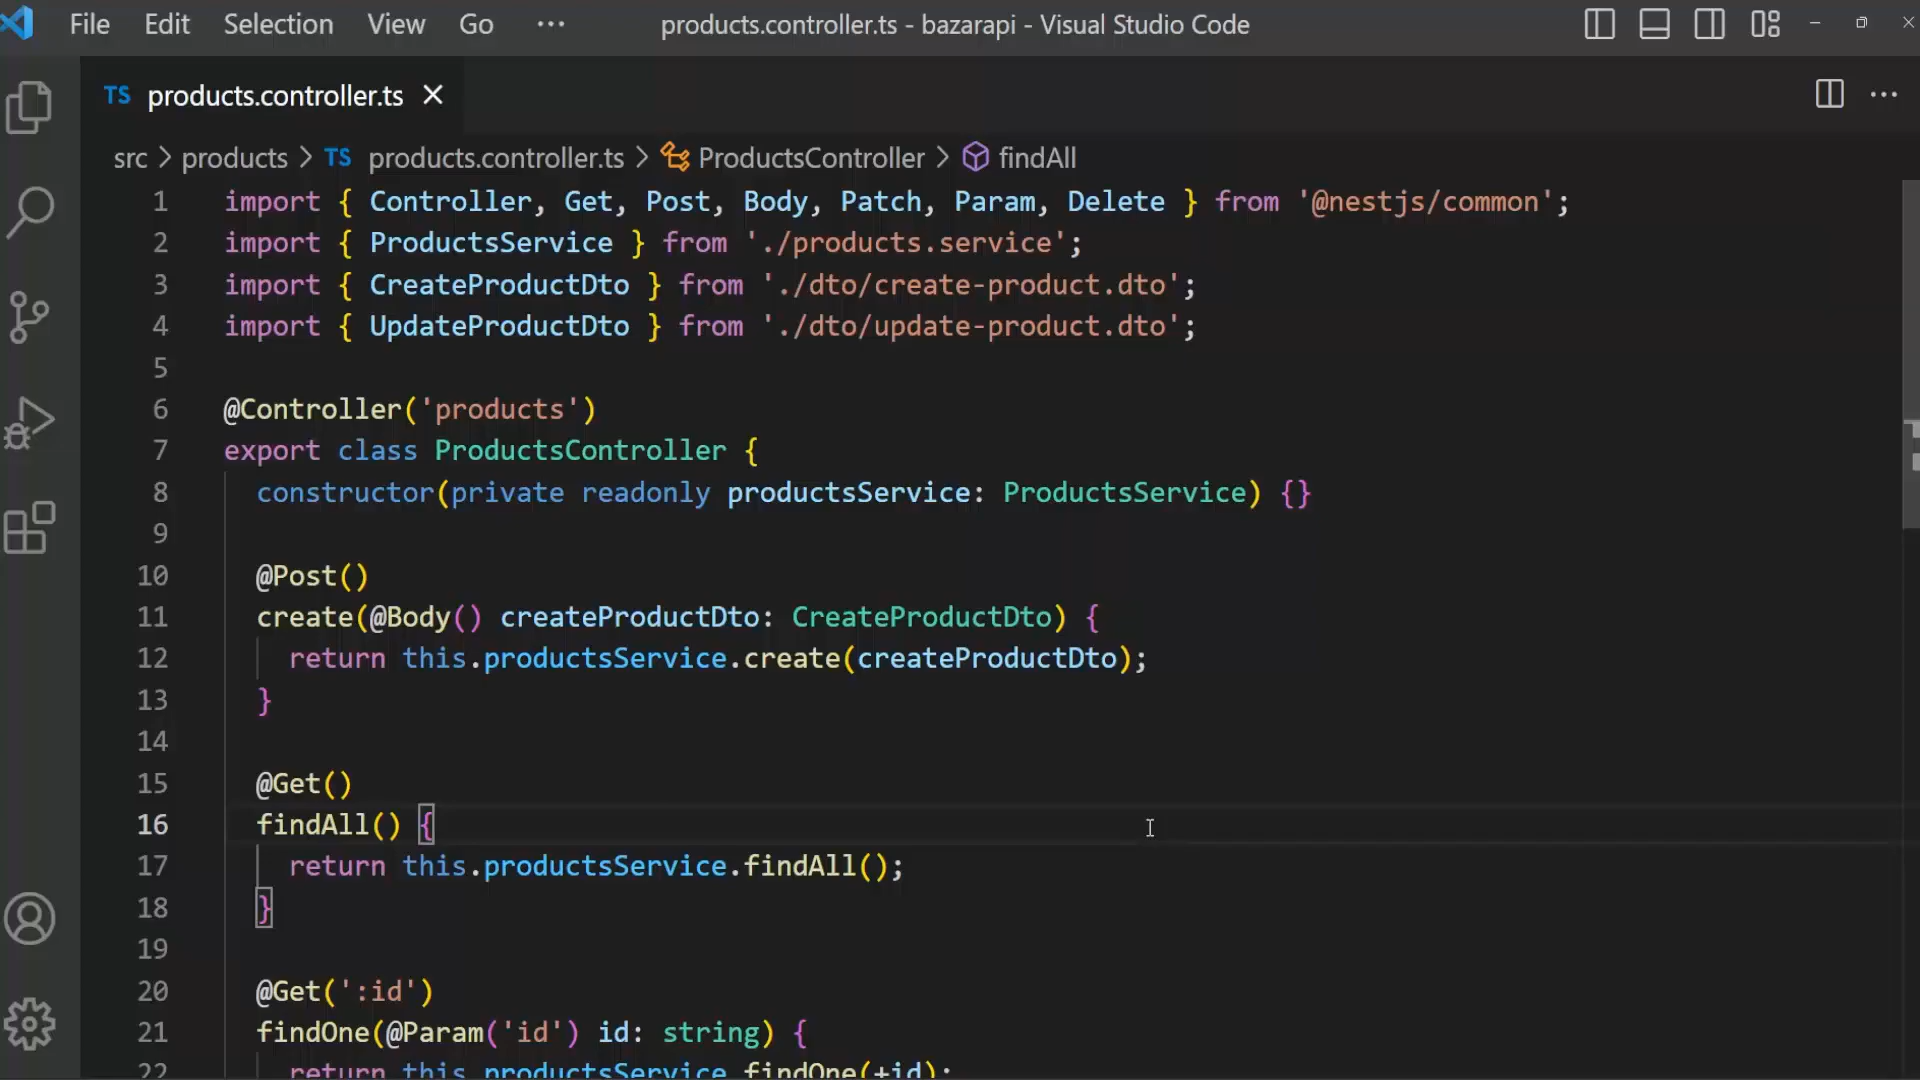 File Edit Selection View Go ··· products.controller.ts - bazarapi - Visual Studio Code
TS products.controller.ts
src > products > TS products.controller.ts > ProductsController > findAll
1 import { Controller, Get, Post, Body, Patch, Param, Delete } from '@nestjs/common';
2 import { ProductsService } from './products.service';
3 import { CreateProductDto } from './dto/create-product.dto';
4 import { UpdateProductDto } from './dto/update-product.dto';
5
6 @Controller('products')
7 export class ProductsController {
8 constructor(private readonly productsService: ProductsService) {}
9
10 @Post()
11 create(@Body() createProductDto: CreateProductDto) {
12 return this.productsService.create(createProductDto);
13 }
14
15 @Get()
16 findAll() {
17 return this.productsService.findAll();
18 }
19
20 @Get(':id')
21 findOne(@Param('id') id: string) {
22 return this.productsService.findOne(+id);